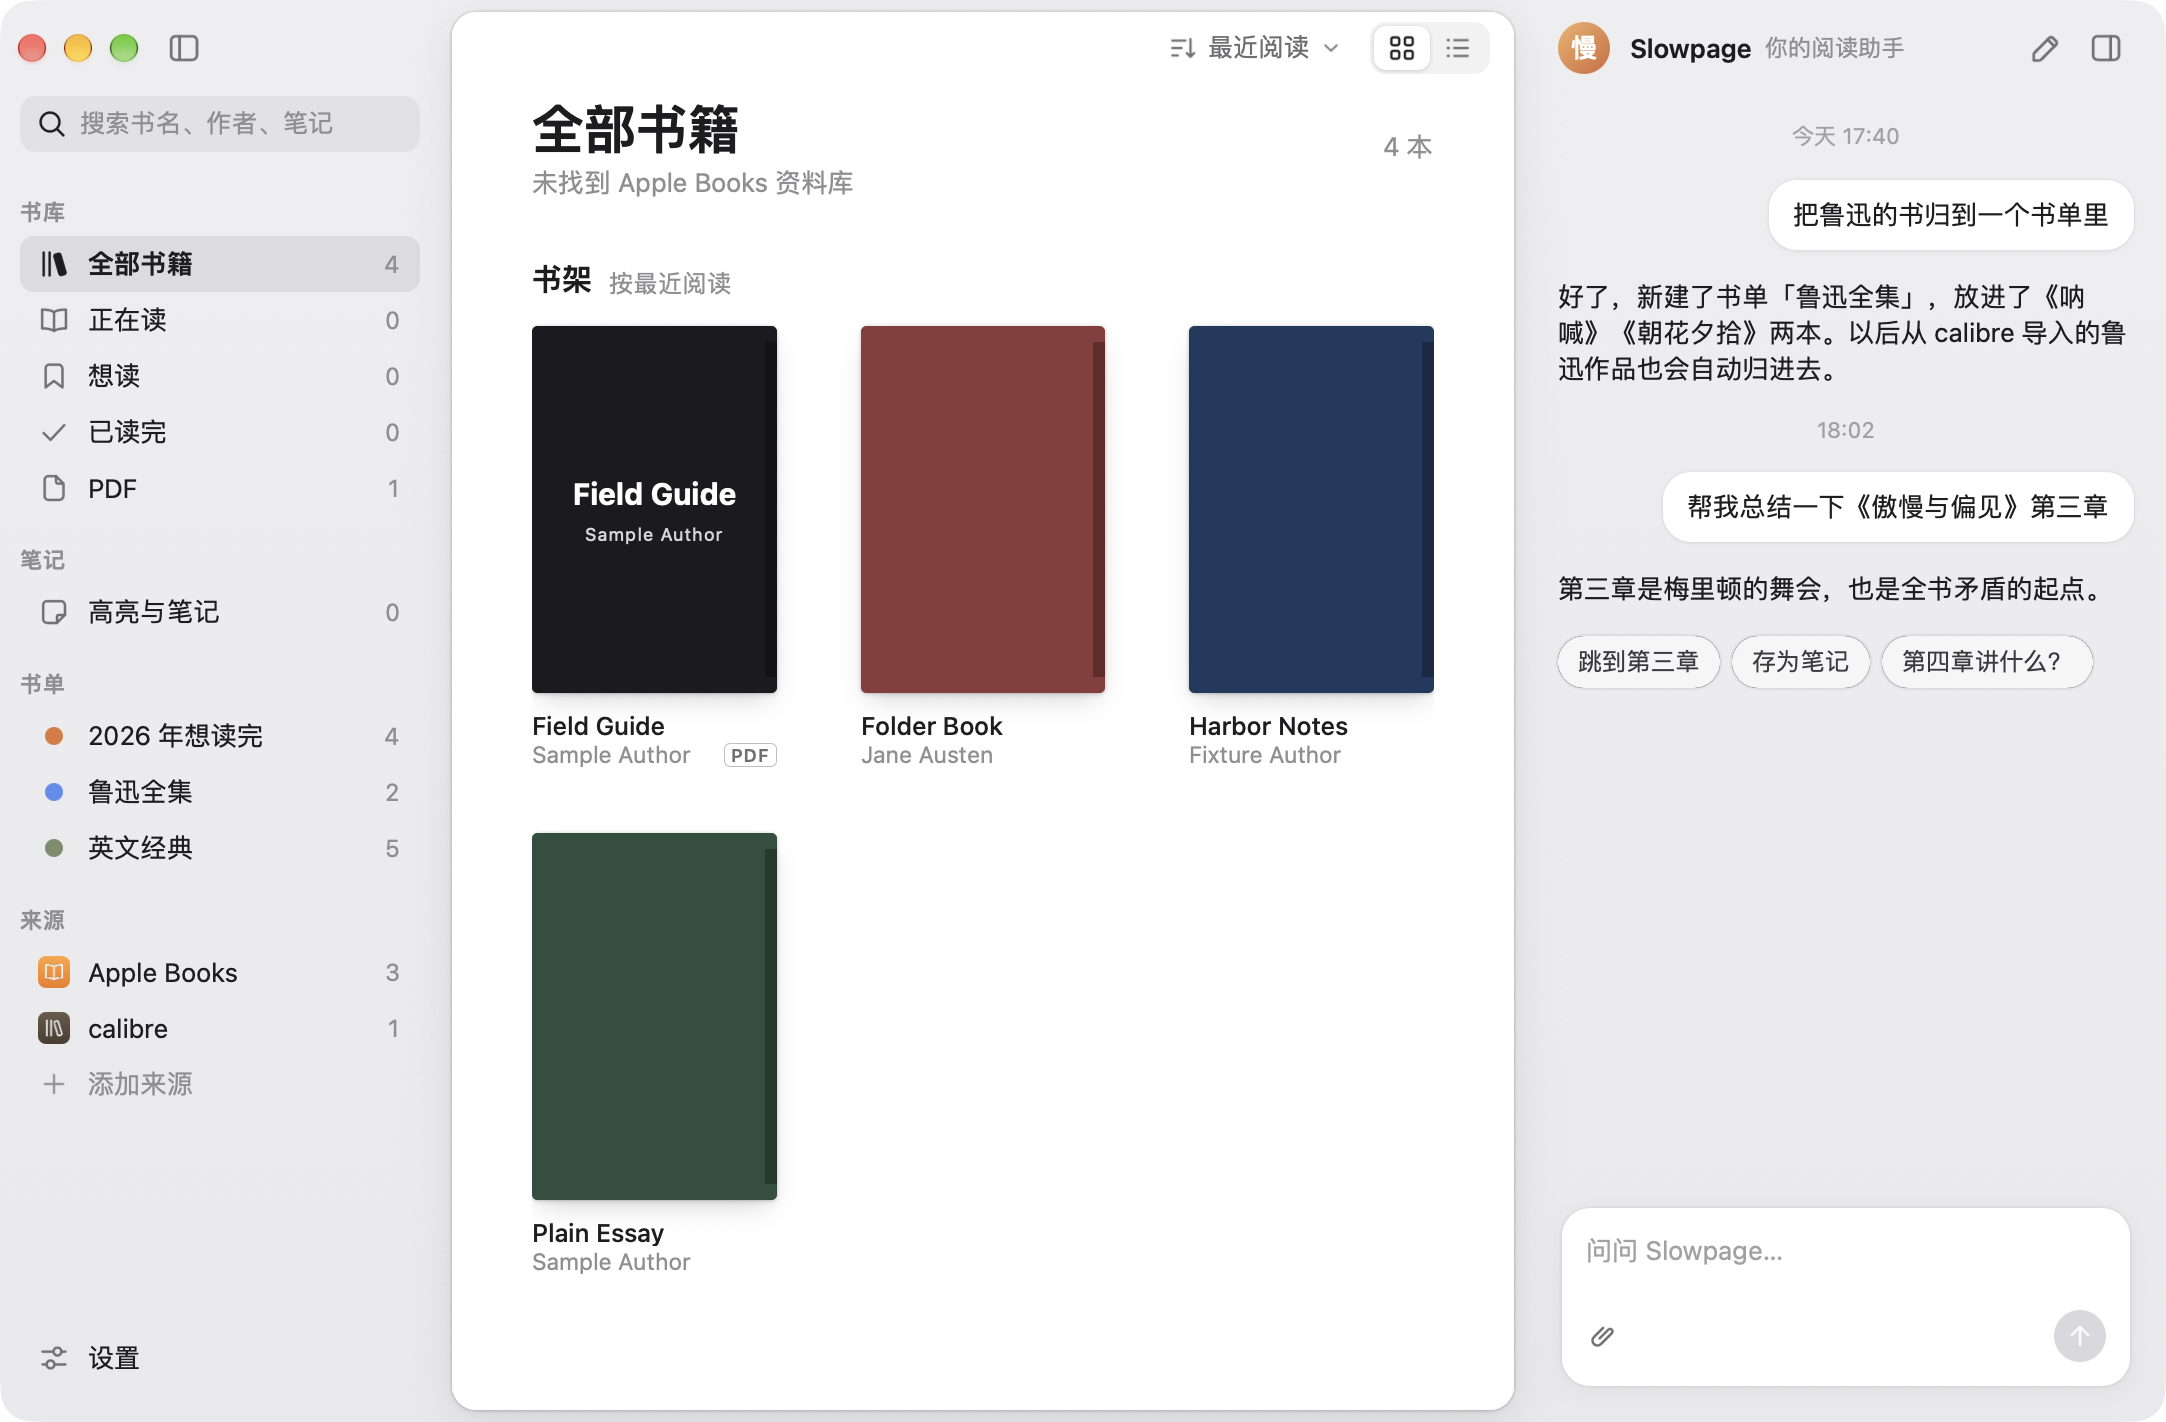 搜索书名、作者、笔记
书库
全部书籍 4
正在读 0
想读 0
已读完 0
PDF 1
笔记
高亮与笔记 0
书单
2026 年想读完 4
鲁迅全集 2
英文经典 5
来源
Apple Books 3
calibre 1
添加来源
设置
最近阅读
全部书籍
4 本
未找到 Apple Books 资料库
书架 按最近阅读
Field Guide
Sample Author
Field Guide
Sample Author PDF
Folder Book
Jane Austen
Harbor Notes
Fixture Author
Plain Essay
Sample Author
慢 Slowpage 你的阅读助手
今天 17:40
把鲁迅的书归到一个书单里
好了，新建了书单「鲁迅全集」，放进了《呐
喊》《朝花夕拾》两本。以后从 calibre 导入的鲁
迅作品也会自动归进去。
18:02
帮我总结一下《傲慢与偏见》第三章
第三章是梅里顿的舞会，也是全书矛盾的起点。
跳到第三章 存为笔记 第四章讲什么？
问问 Slowpage...